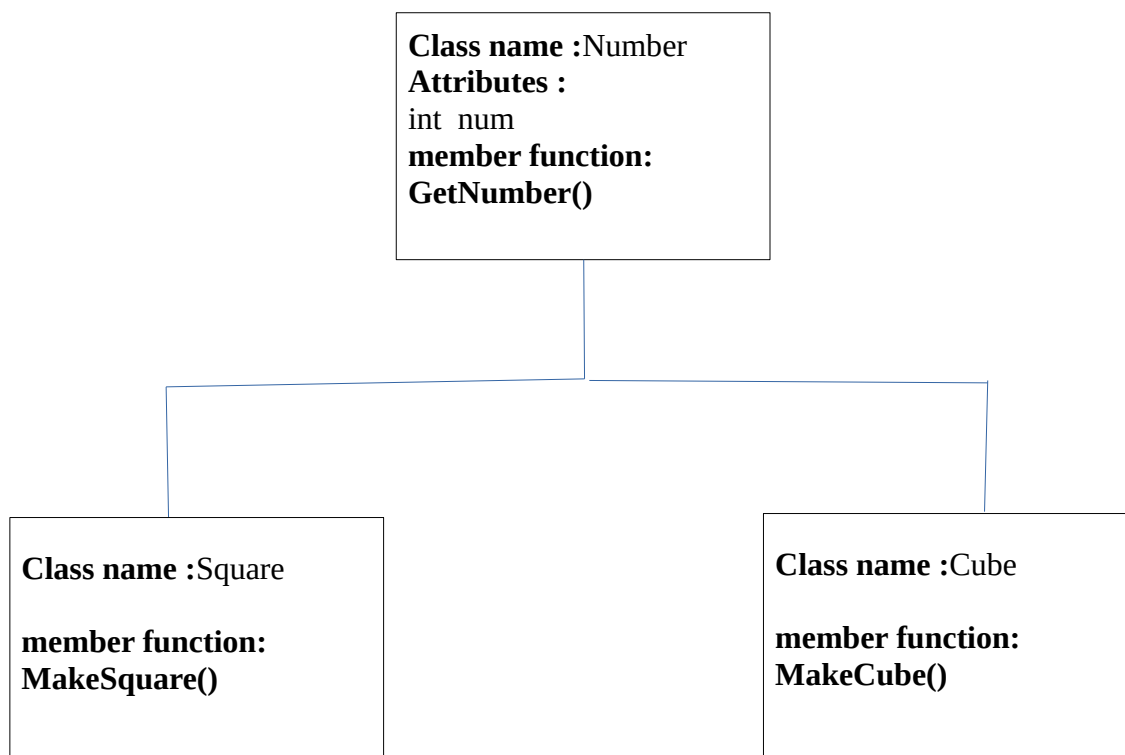 Class name :Number
Attributes :
int  num
member function:
GetNumber()
Class name :Square
member function:
MakeSquare()
Class name :Cube
member function:
MakeCube()